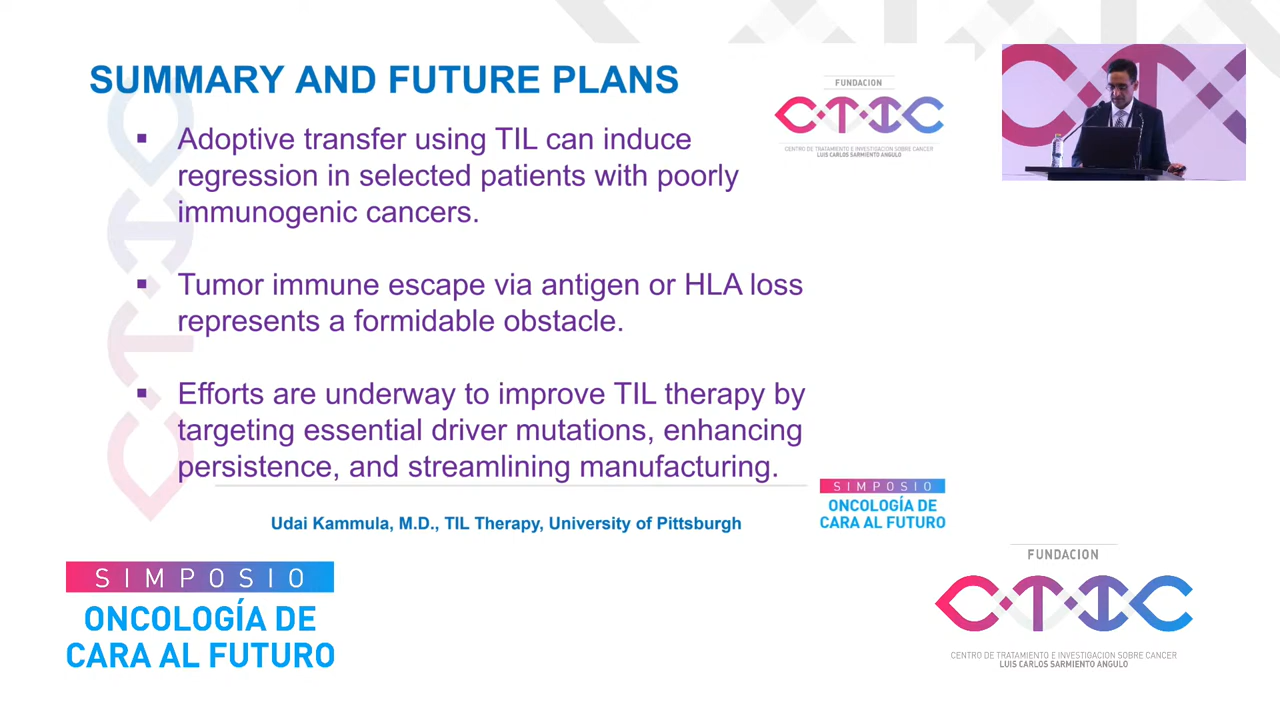 SUMMARY AND FUTURE PLANS
▪ Adoptive transfer using TIL can induce
regression in selected patients with poorly
immunogenic cancers.
▪ Tumor immune escape via antigen or HLA loss
represents a formidable obstacle.
▪ Efforts are underway to improve TIL therapy by
targeting essential driver mutations, enhancing
persistence, and streamlining manufacturing.
Udai Kammula, M.D., TIL Therapy, University of Pittsburgh
FUNDACION
CTIC
CENTRO DE TRATAMIENTO E INVESTIGACION SOBRE CÁNCER
LUIS CARLOS SARMIENTO ANGULO
SIMPOSIO
ONCOLOGÍA DE
CARA AL FUTURO
SIMPOSIO
ONCOLOGÍA DE
CARA AL FUTURO
FUNDACION
CTIC
CENTRO DE TRATAMIENTO E INVESTIGACION SOBRE CÁNCER
LUIS CARLOS SARMIENTO ANGULO